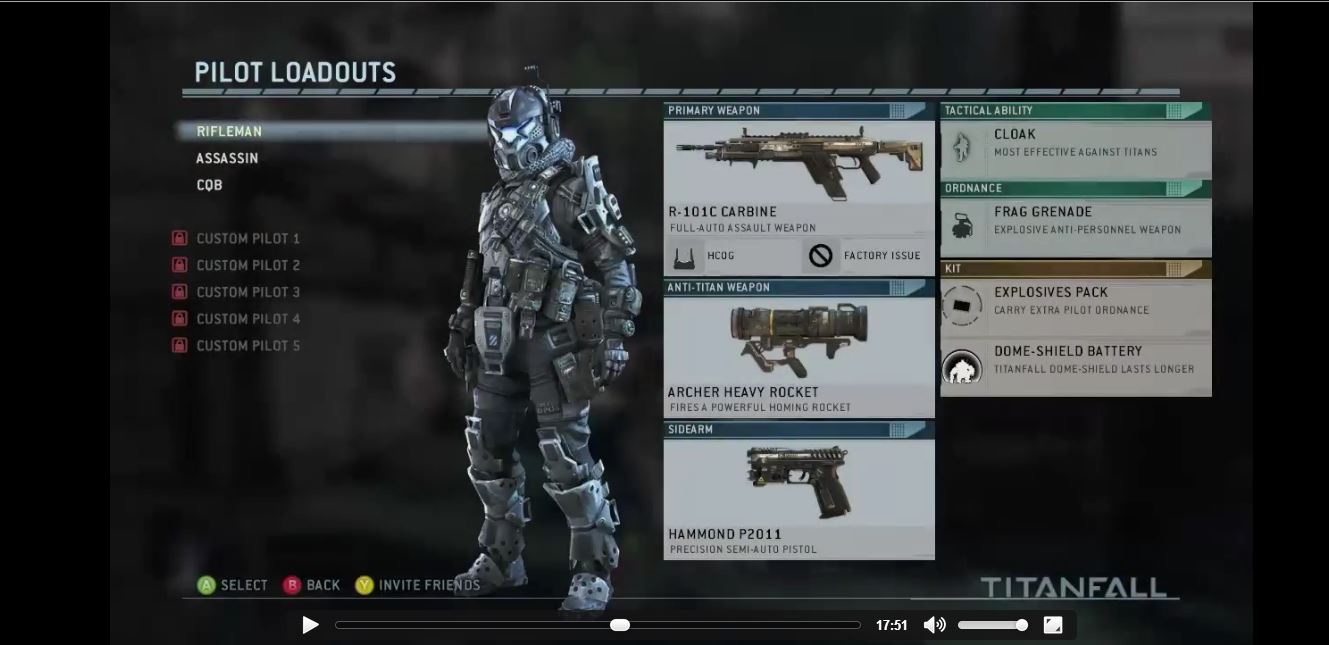 PILOT LOADOUTS
RIFLEMAN
ASSASSIN
CQB
CUSTOM PILOT 1
CUSTOM PILOT 2
CUSTOM PILOT 3
CUSTOM PILOT 4
CUSTOM PILOT 5
PRIMARY WEAPON
R-101C CARBINE
FULL-AUTO ASSAULT WEAPON
HCOG
FACTORY ISSUE
ANTI-TITAN WEAPON
ARCHER HEAVY ROCKET
FIRES A POWERFUL HOMING ROCKET
SIDEARM
HAMMOND P2011
PRECISION SEMI-AUTO PISTOL
TACTICAL ABILITY
CLOAK
MOST EFFECTIVE AGAINST TITANS
ORDNANCE
FRAG GRENADE
EXPLOSIVE ANTI-PERSONNEL WEAPON
KIT
EXPLOSIVES PACK
CARRY EXTRA PILOT ORDNANCE
DOME-SHIELD BATTERY
TITANFALL DOME-SHIELD LASTS LONGER
A SELECT B BACK Y INVITE FRIENDS
TITANFALL
17:51